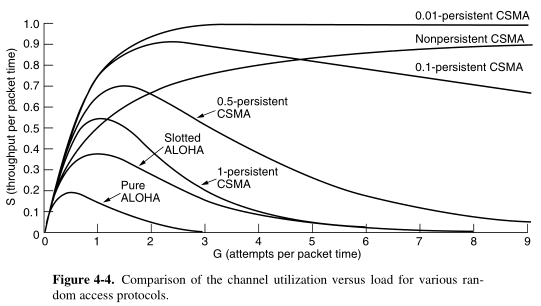 0.01-persistent CSMA
Nonpersistent CSMA
0.1-persistent CSMA
0.5-persistent
CSMA
Slotted
ALOHA
Pure
ALOHA
1-persistent
CSMA
S (throughput per packet time)
1.0
0.9
0.8
0.7
0.6
0.5
0.4
0.3
0.2
0.1
0
0 1 2 3 4 5 6 7 8 9
G (attempts per packet time)
Figure 4-4. Comparison of the channel utilization versus load for various ran-
dom access protocols.